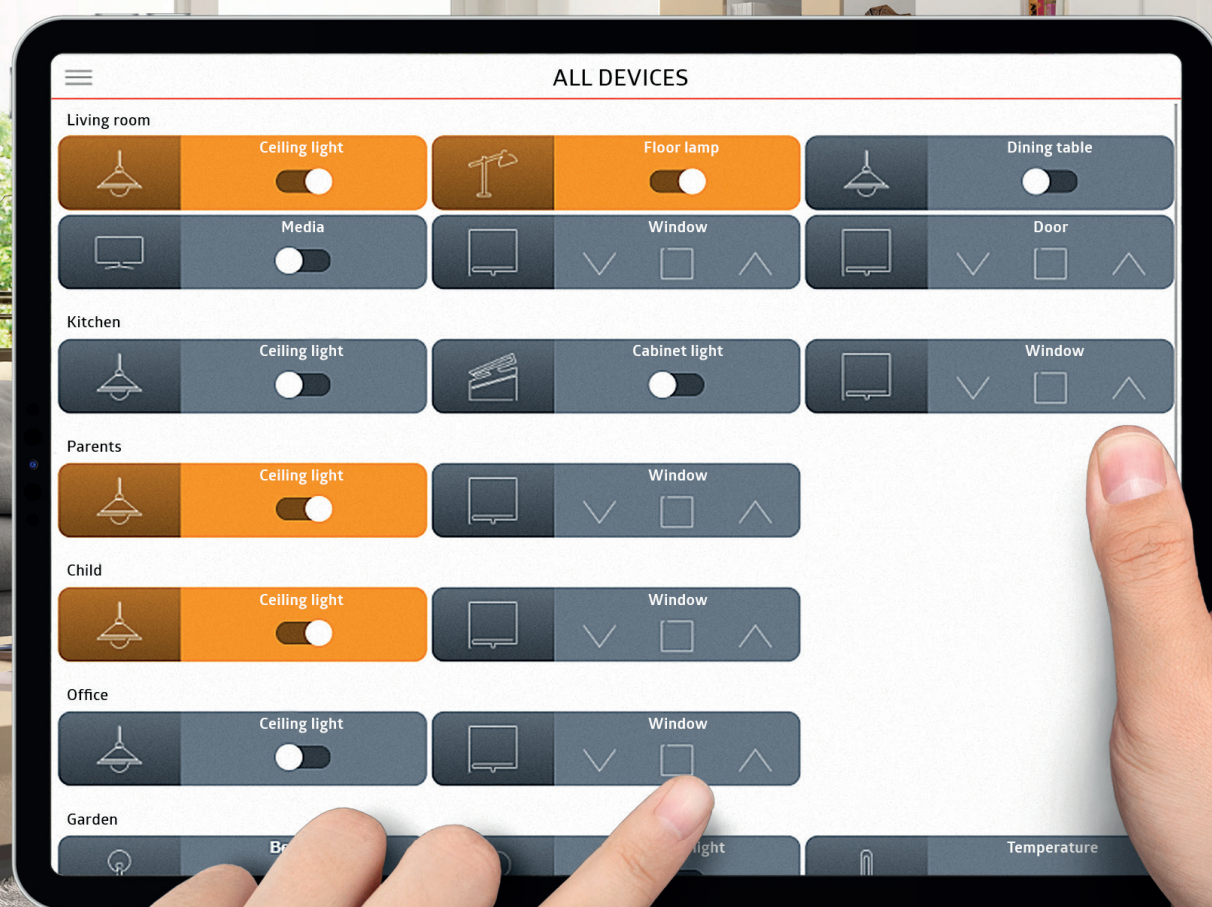 ALL DEVICES
Living room
Ceiling light
Floor lamp
Dining table
Media
Window
Door
Kitchen
Ceiling light
Cabinet light
Window
Parents
Ceiling light
Window
Child
Ceiling light
Window
Office
Ceiling light
Window
Garden
Temperature